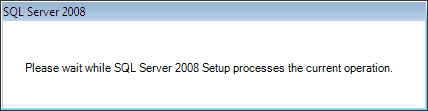 SQL Server 2008
Please wait while SQL Server 2008 Setup processes the current operation.